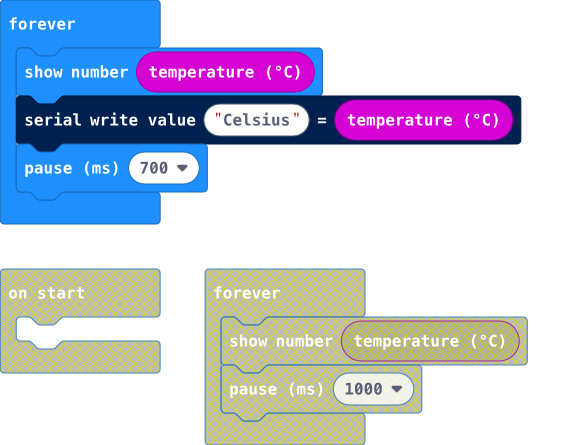 forever
show number temperature (°C)
serial write value "Celsius" = temperature (°C)
pause (ms) 700
on start
forever
show number temperature (°C)
pause (ms) 1000